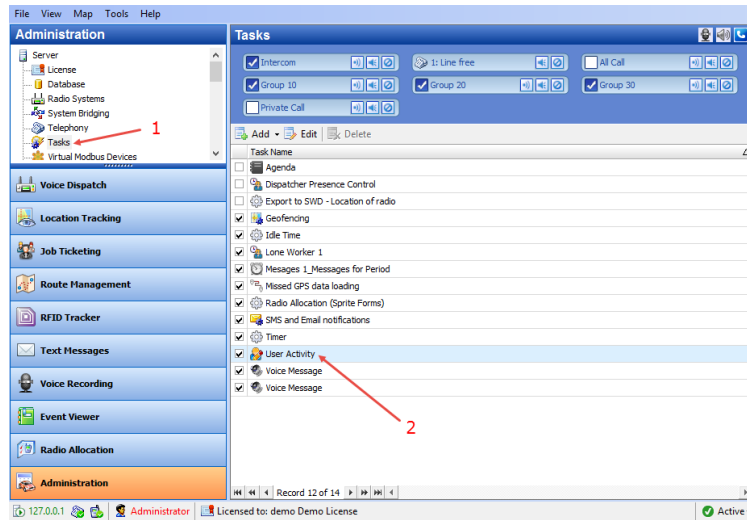 File View Map Tools Help
Administration
Server
License
Database
Radio Systems
System Bridging
Telephony
Tasks
Virtual Modbus Devices
1
Voice Dispatch
Location Tracking
Job Ticketing
Route Management
RFID Tracker
Text Messages
Voice Recording
Event Viewer
Radio Allocation
Administration
Tasks
Intercom
1: Line free
All Call
Group 10
Group 20
Group 30
Private Call
Add Edit Delete
Task Name
Agenda
Dispatcher Presence Control
Export to SWD - Location of radio
Geofencing
Idle Time
Lone Worker 1
Mesages 1_Messages for Period
Missed GPS data loading
Radio Allocation (Sprite Forms)
SMS and Email notifications
Timer
User Activity
Voice Message
Voice Message
2
Record 12 of 14
127.0.0.1 Administrator Licensed to: demo Demo License Active